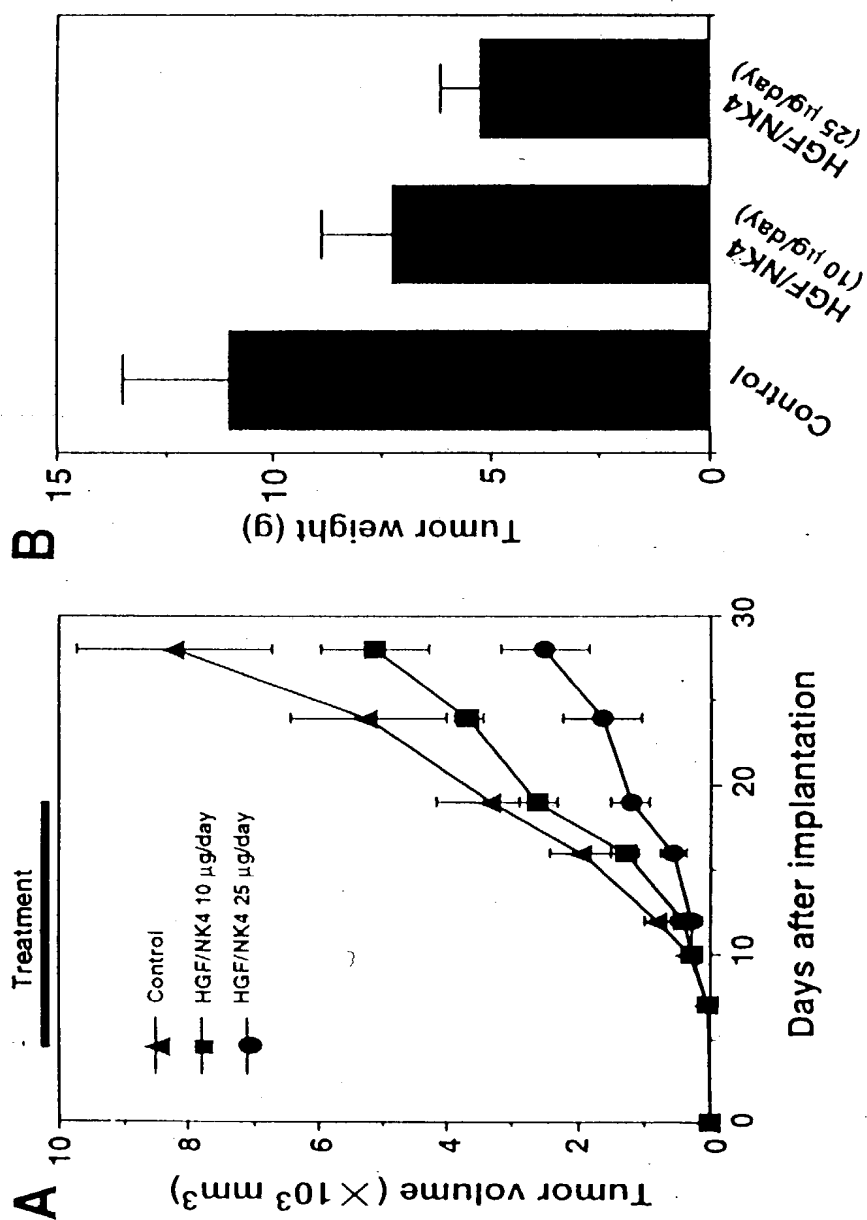 A
Treatment
Control
HGF/NK4 10 µg/day
HGF/NK4 25 µg/day
Tumor volume (×10³ mm³)
10
8
6
4
2
0
0
10
20
30
Days after implantation
B
Tumor weight (g)
15
10
5
0
Control
HGF/NK4
(10 µg/day)
HGF/NK4
(25 µg/day)